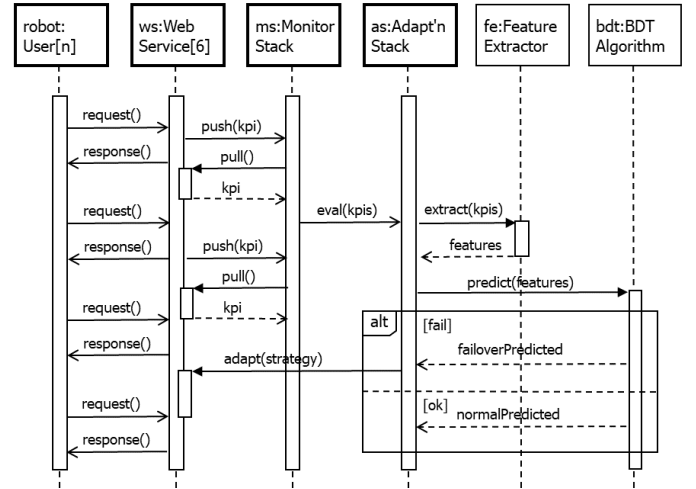 robot:
User[n]
ws:Web
Service[6]
ms:Monitor
Stack
as:Adapt'n
Stack
fe:Feature
Extractor
bdt:BDT
Algorithm
request()
push(kpi)
response()
pull()
kpi
request()
eval(kpis)
extract(kpis)
response()
push(kpi)
features
pull()
predict(features)
request()
kpi
alt
[fail]
response()
failoverPredicted
adapt(strategy)
request()
[ok]
normalPredicted
response()